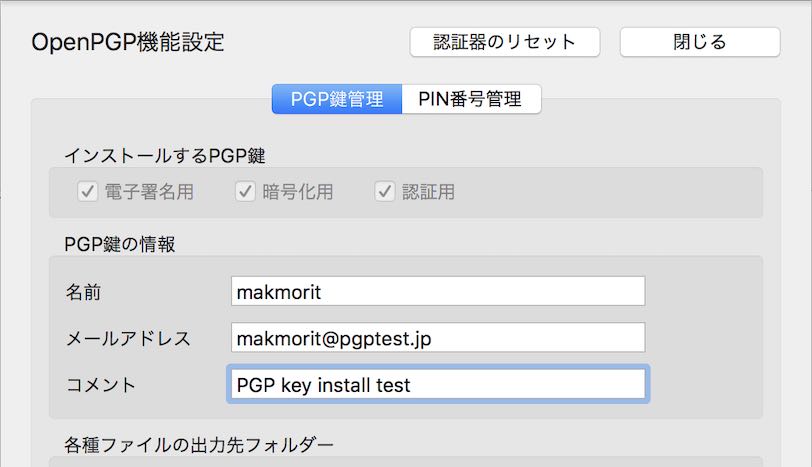 OpenPGP機能設定 認証器のリセット 閉じる
PGP鍵管理 PIN番号管理
インストールするPGP鍵
電子署名用 暗号化用 認証用
PGP鍵の情報
名前 makmorit
メールアドレス makmorit@pgptest.jp
コメント PGP key install test
各種ファイルの出力先フォルダー